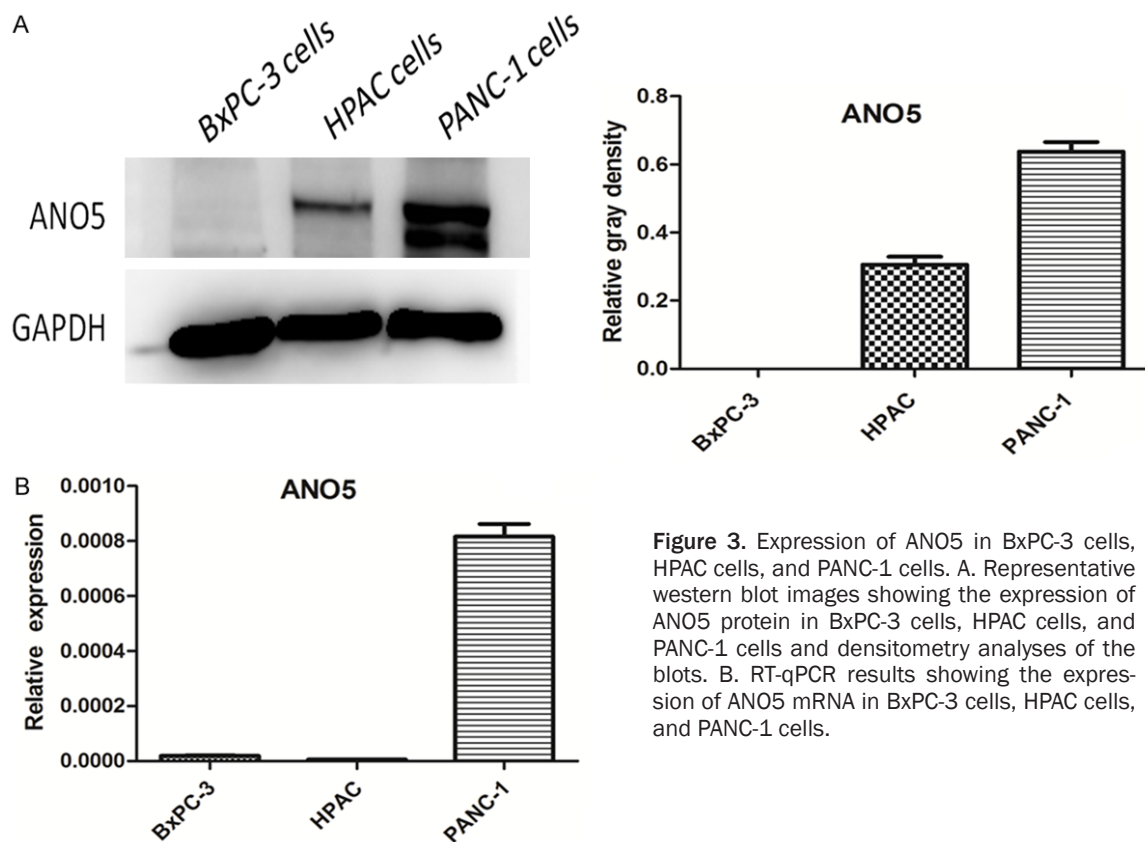 A
BxPC-3 cells
HPAC cells
PANC-1 cells
ANO5
GAPDH
ANO5
Relative gray density
0.8
0.6
0.4
0.2
0.0
BxPC-3
HPAC
PANC-1
B
ANO5
Relative expression
0.0010
0.0008
0.0006
0.0004
0.0002
0.0000
BxPC-3
HPAC
PANC-1
Figure 3. Expression of ANO5 in BxPC-3 cells,
HPAC cells, and PANC-1 cells. A. Representative
western blot images showing the expression of
ANO5 protein in BxPC-3 cells, HPAC cells, and
PANC-1 cells and densitometry analyses of the
blots. B. RT-qPCR results showing the expres-
sion of ANO5 mRNA in BxPC-3 cells, HPAC cells,
and PANC-1 cells.